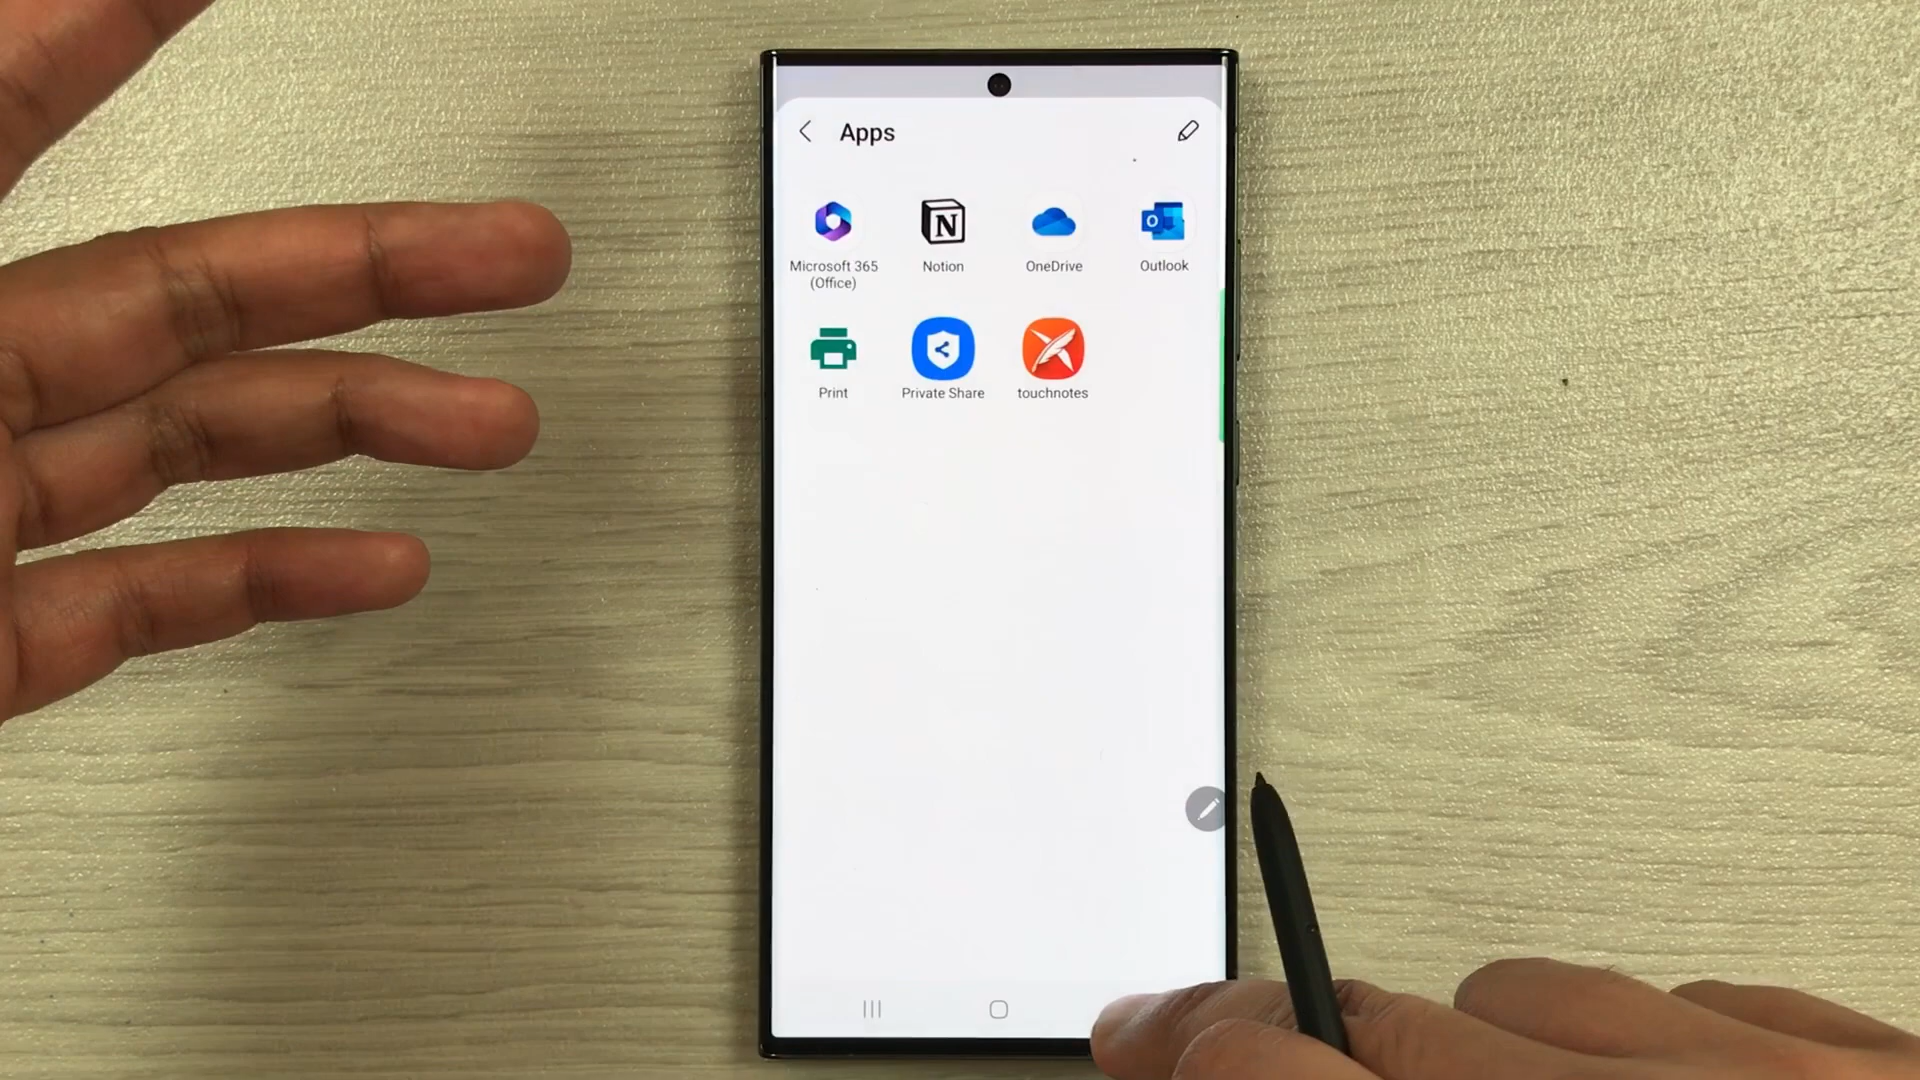 Apps
Microsoft 365
(Office)
N
Notion
OneDrive
O
Outlook
Print
Private Share
touchnotes